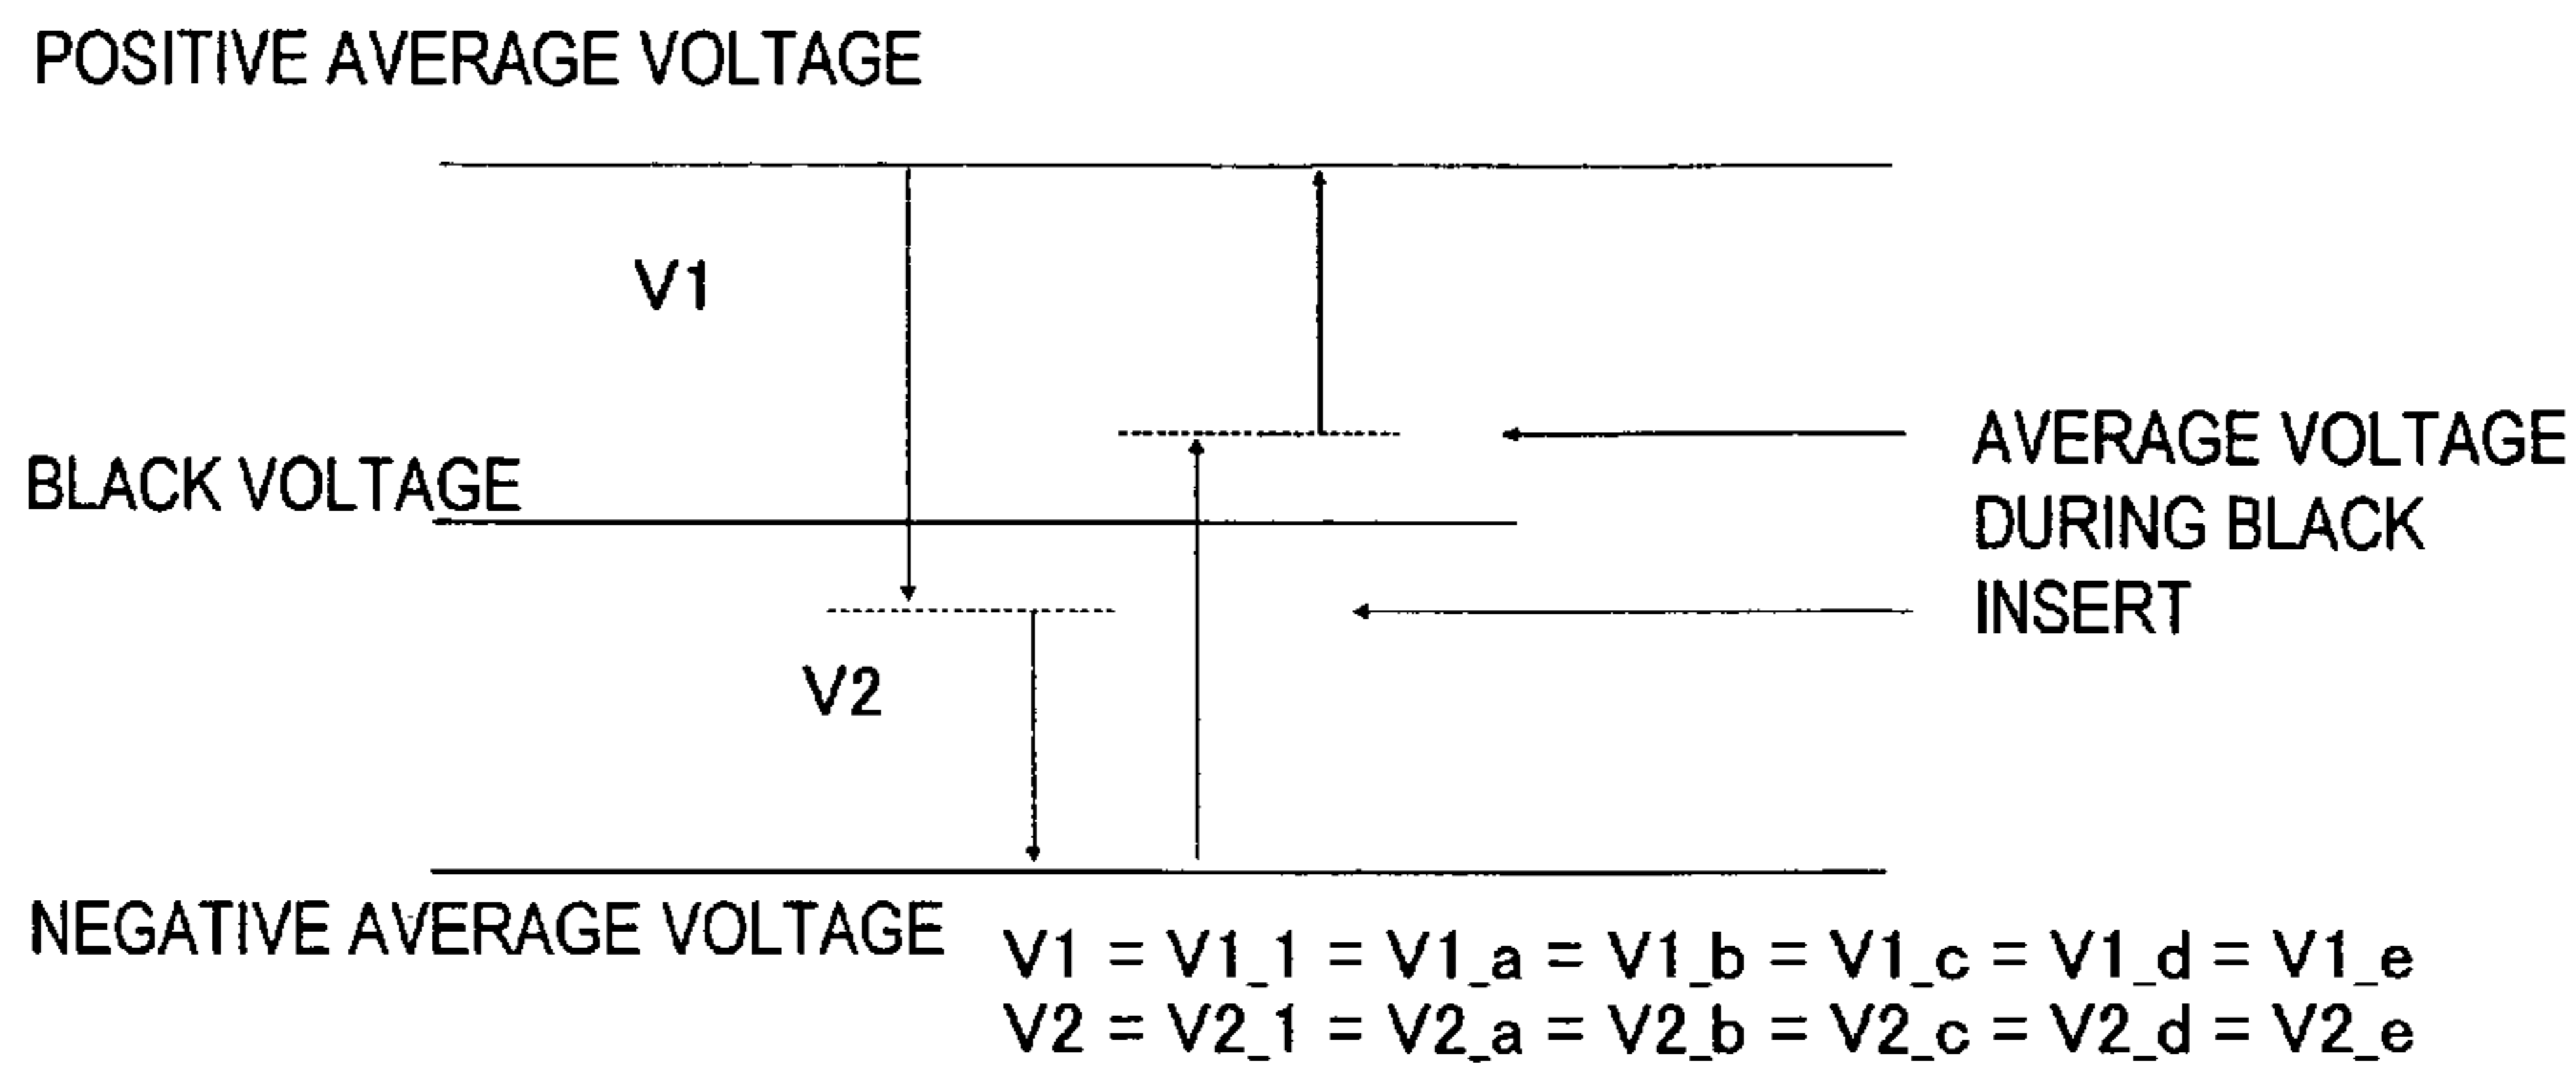 POSITIVE AVERAGE VOLTAGE
V1
BLACK VOLTAGE
AVERAGE VOLTAGE
DURING BLACK
INSERT
V2
NEGATIVE AVERAGE VOLTAGE
V1 = V1_1 = V1_a = V1_b = V1_c = V1_d = V1_e
V2 = V2_1 = V2_a = V2_b = V2_c = V2_d = V2_e